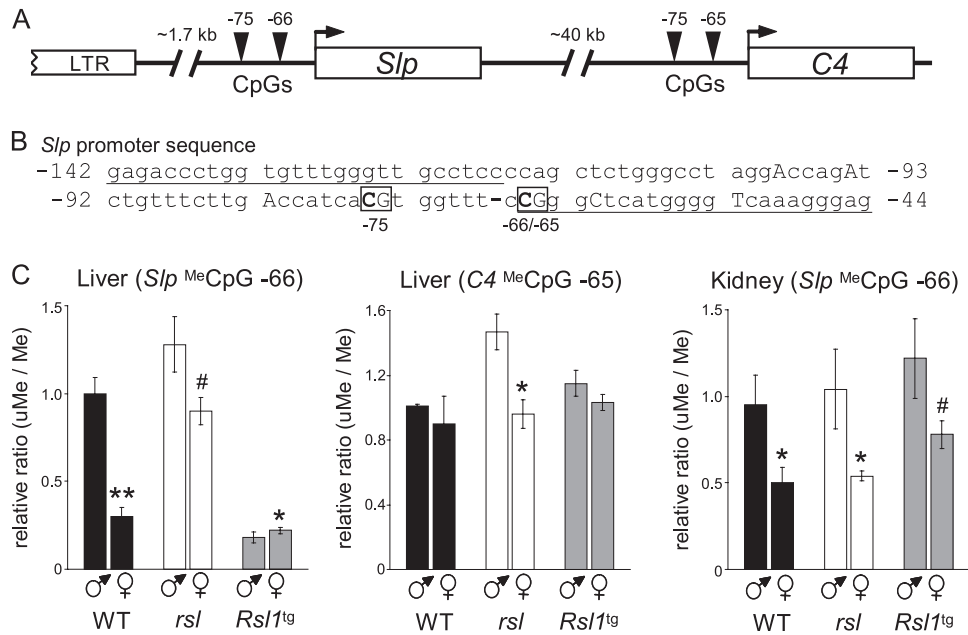 A
-75 -66 -75 -65
~1.7 kb ~40 kb
LTR Slp C4
CpGs CpGs
B Slp promoter sequence
-142 gagaccctgg tgtttgggtt gcctccccag ctctgggcct aggAccagAt -93
-92 ctgtttcttg AccatcaCGt ggttt-cCGg gCtcatgggg Tcaaagggag -44
-75 -66/-65
C Liver (Slp MeCpG -66) Liver (C4 MeCpG -65) Kidney (Slp MeCpG -66)
relative ratio (uMe / Me)
1.5
1.0
0.5
0
** # *
♂ ♀ ♂ ♀ ♂ ♀
WT rsl Rsl1tg
relative ratio (uMe / Me)
1.6
1.2
0.8
0.4
0
*
♂ ♀ ♂ ♀ ♂ ♀
WT rsl Rsl1tg
relative ratio (uMe / Me)
1.5
1.0
0.5
0
* * #
♂ ♀ ♂ ♀ ♂ ♀
WT rsl Rsl1tg